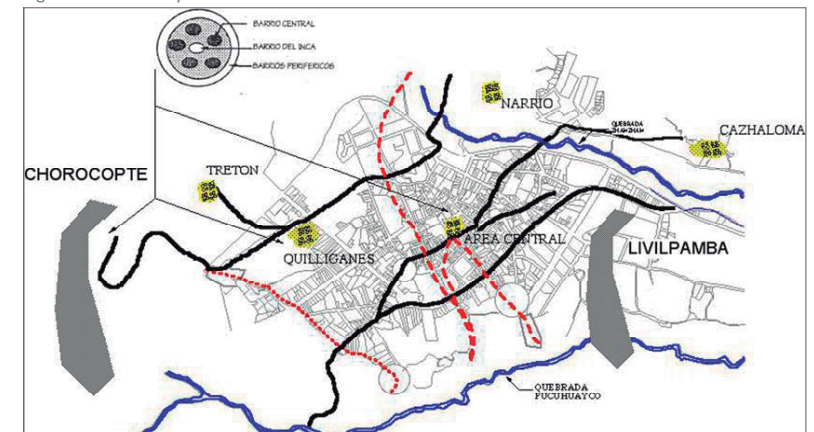 BARRIO CENTRAL
BARRIO DEL INCA
BARRIOS PERIFERICOS
NARRIO
QUEBRADA
CAZHALOMA
TRETON
CHOROCOPTE
AREA CENTRAL
LIVILPAMBA
QUILLIGANES
QUEBRADA
PUCUHUAYCO